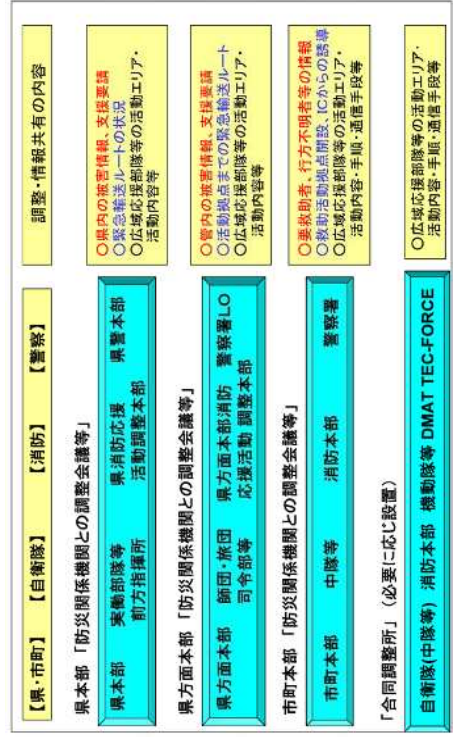 【県・市町】 【自衛隊】 【消防】 【警察】
調整・情報共有の内容
県本部「防災関係機関との調整会議等」
県本部 実働部隊等 県消防応援 県警本部
前方指揮所 活動調整本部
○県内の被害情報、支援要請
○緊急輸送ルートの状況
○広域応援部隊等の活動エリア・
活動内容等
県方面本部「防災関係機関との調整会議等」
県方面本部 師団・旅団 県方面本部消防 警察署LO
司令部等 応援活動 調整本部
○管内の被害情報、支援要請
○活動拠点までの緊急輸送ルート
○広域応援部隊等の活動エリア・
活動内容等
市町本部「防災関係機関との調整会議等」
市町本部 中隊等 消防本部 警察署
○要救助者、行方不明者等の情報
○救助活動拠点開設、ICからの誘導
○広域応援部隊等の活動エリア・
活動内容・手順・通信手段等
「合同調整所」（必要に応じ設置）
自衛隊(中隊等) 消防本部 機動隊等 DMAT TEC-FORCE
○広域応援部隊等の活動エリア・
活動内容・手順・通信手段等